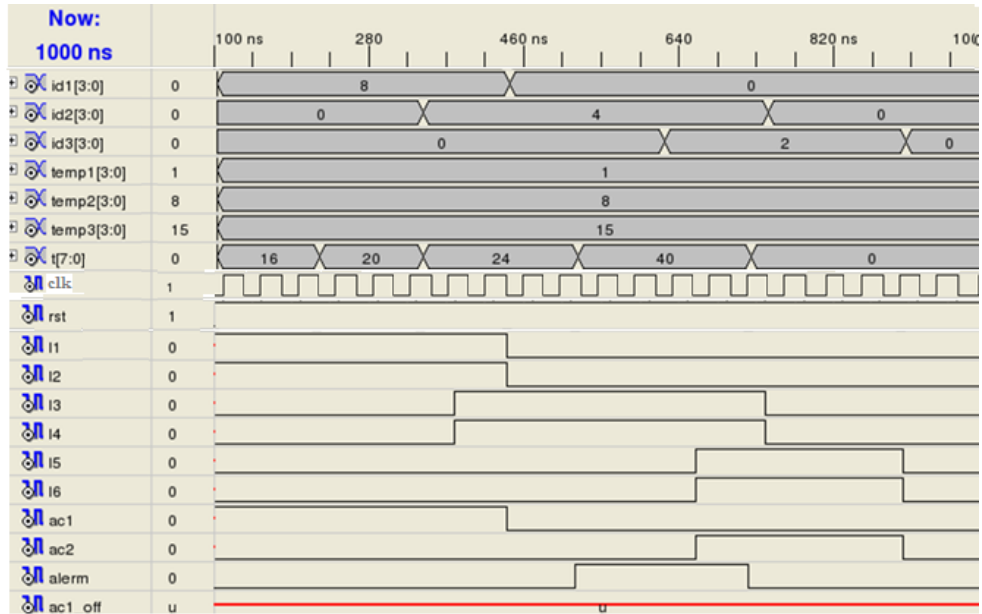 Now:
1000 ns
100 ns 280 460 ns 640 820 ns 100
id1[3:0] 0 8 0
id2[3:0] 0 0 4 0
id3[3:0] 0 0 2 0
temp1[3:0] 1 1
temp2[3:0] 8 8
temp3[3:0] 15 15
t[7:0] 0 16 20 24 40 0
clk 1
rst 1
l1 0
l2 0
l3 0
l4 0
l5 0
l6 0
ac1 0
ac2 0
alerm 0
ac1_off u u